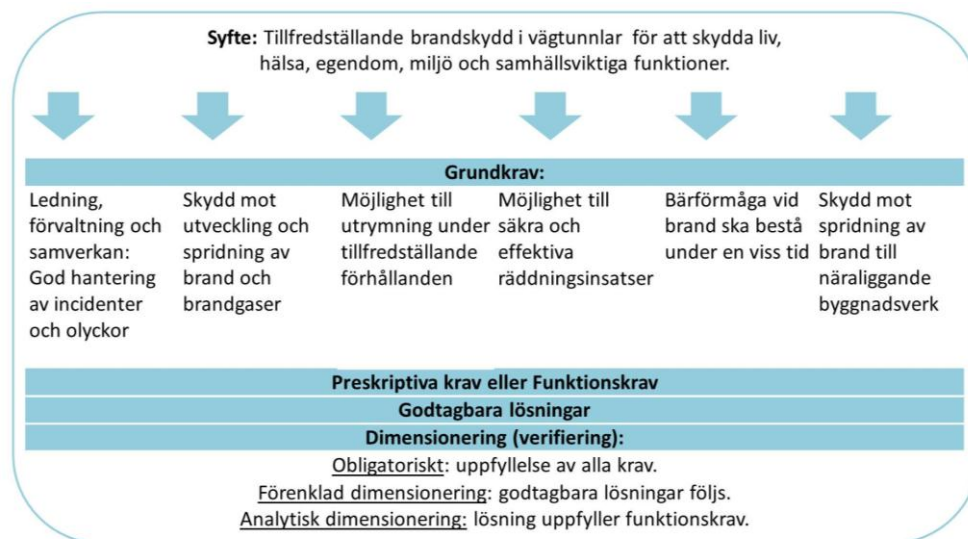 Syfte: Tillfredställande brandskydd i vägtunnlar för att skydda liv,
hälsa, egendom, miljö och samhällsviktiga funktioner.
Grundkrav:
Ledning,
förvaltning och
samverkan:
God hantering
av incidenter
och olyckor
Skydd mot
utveckling och
spridning av
brand och
brandgaser
Möjlighet till
utrymning under
tillfredställande
förhållanden
Möjlighet till
säkra och
effektiva
räddningsinsatser
Bärförmåga vid
brand ska bestå
under en viss tid
Skydd mot
spridning av
brand till
näraliggande
byggnadsverk
Preskriptiva krav eller Funktionskrav
Godtagbara lösningar
Dimensionering (verifiering):
Obligatoriskt: uppfyllelse av alla krav.
Förenklad dimensionering: godtagbara lösningar följs.
Analytisk dimensionering: lösning uppfyller funktionskrav.